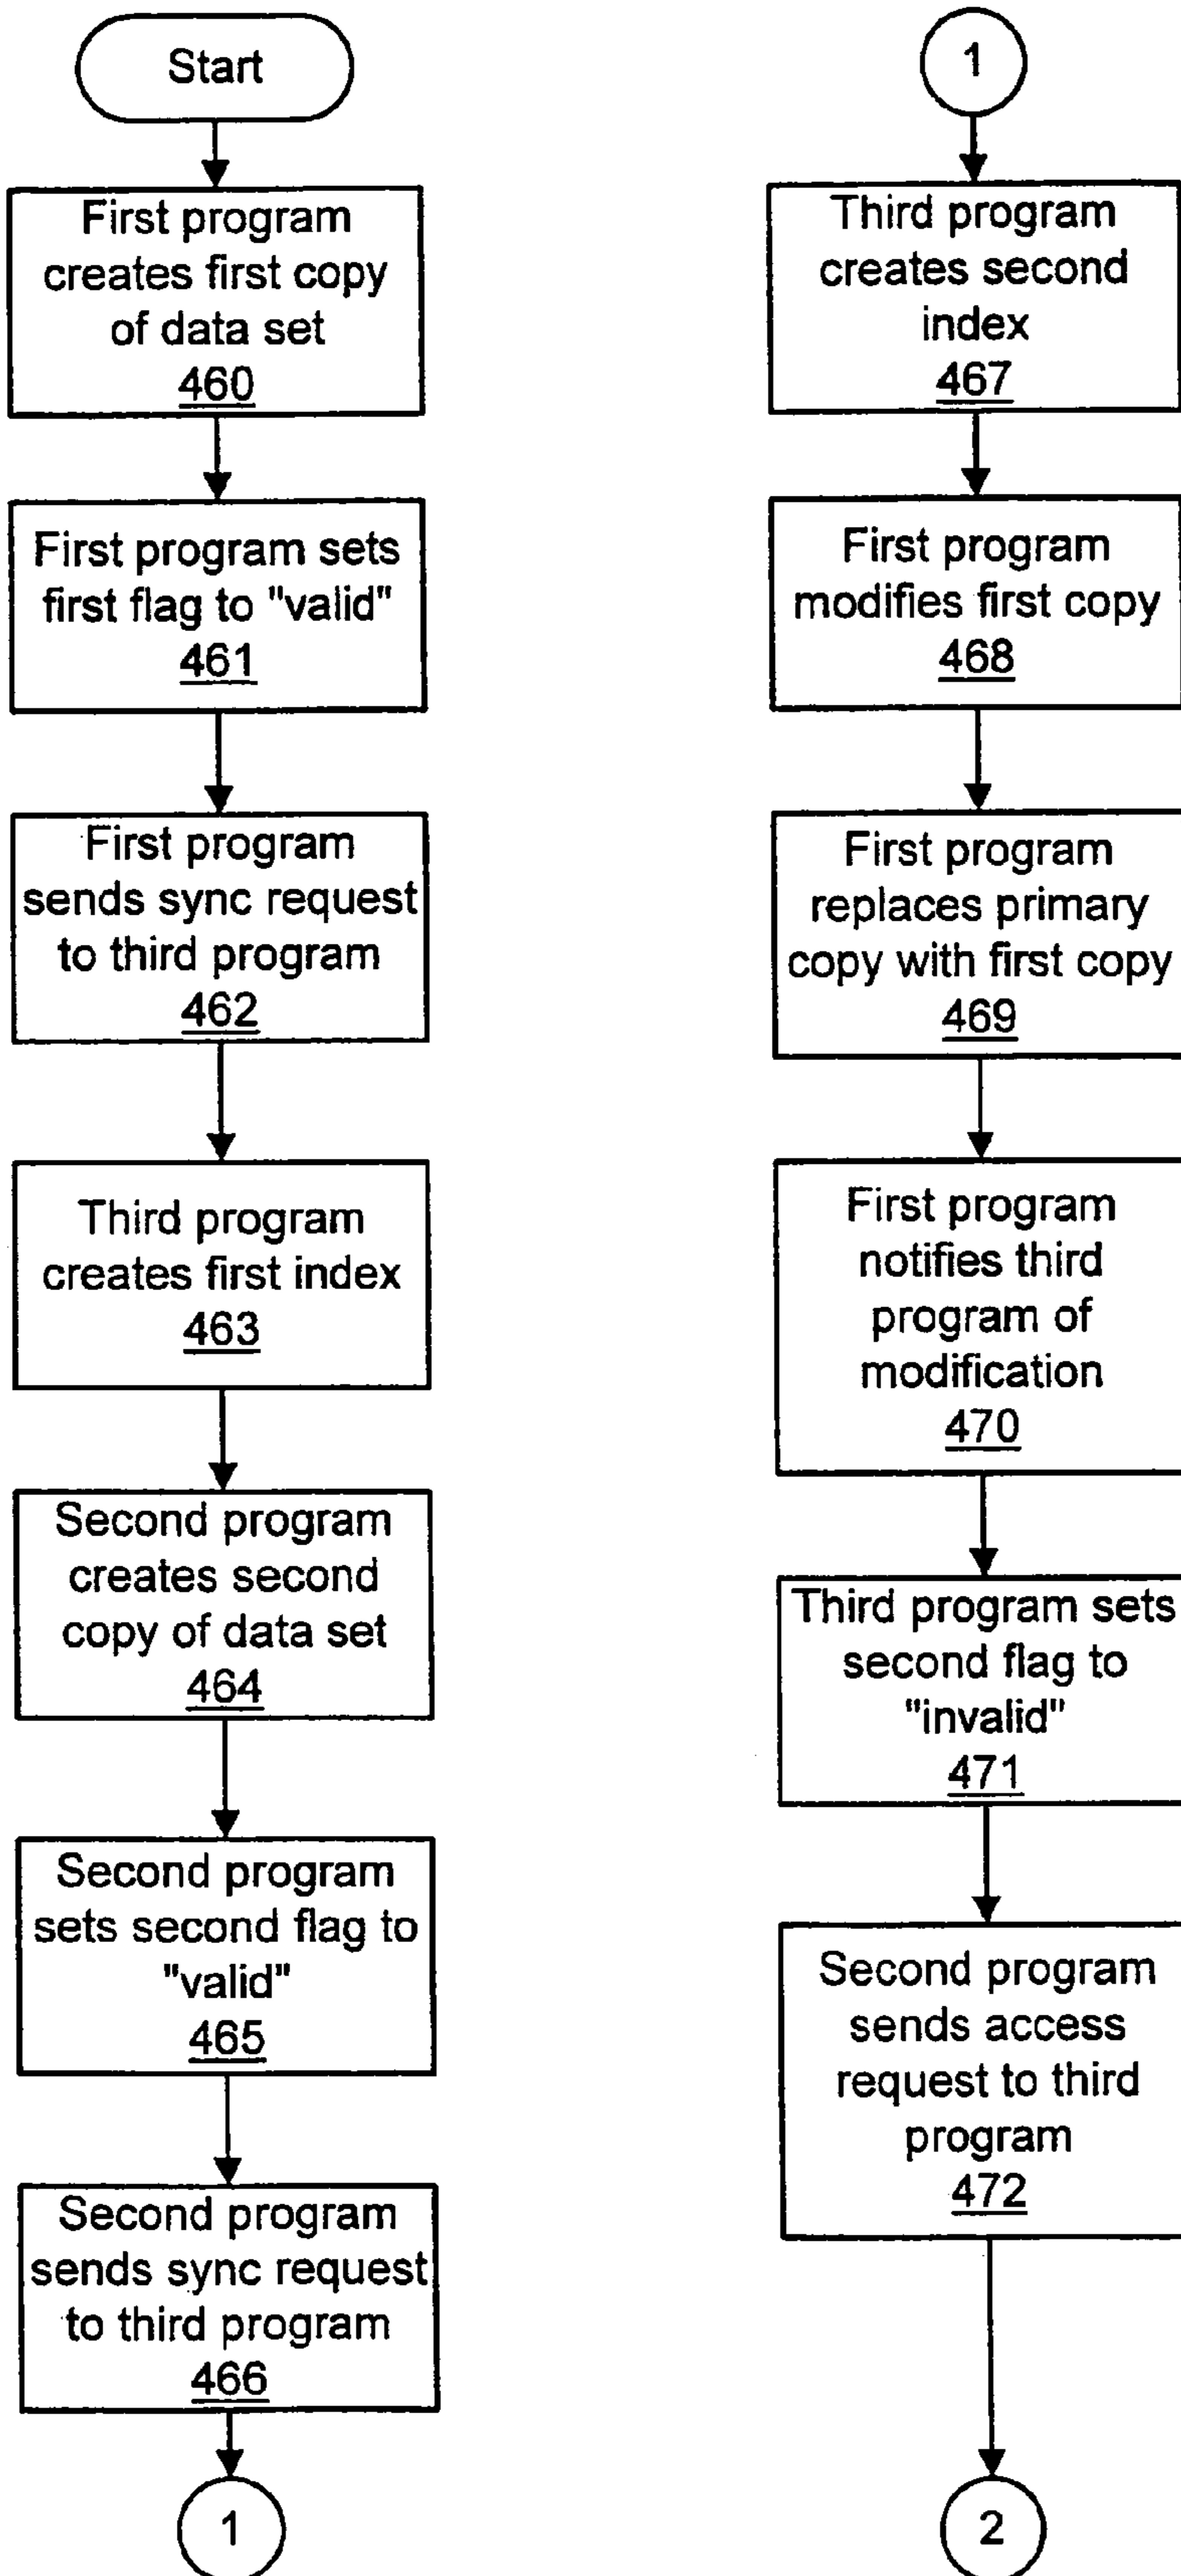 Start
First program
creates first copy
of data set
460
First program sets
first flag to "valid"
461
First program
sends sync request
to third program
462
Third program
creates first index
463
Second program
creates second
copy of data set
464
Second program
sets second flag to
"valid"
465
Second program
sends sync request
to third program
466
1
1
Third program
creates second
index
467
First program
modifies first copy
468
First program
replaces primary
copy with first copy
469
First program
notifies third
program of
modification
470
Third program sets
second flag to
"invalid"
471
Second program
sends access
request to third
program
472
2